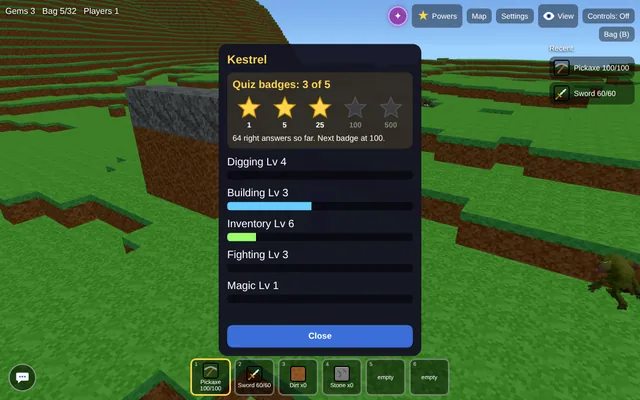 Gems 3 Bag 5/32 Players 1
Powers
Map
Settings
View
Controls: Off
Bag (B)
Recent
Pickaxe 100/100
Sword 60/60
Kestrel
Quiz badges: 3 of 5
1 5 25 100 500
64 right answers so far. Next badge at 100.
Digging Lv 4
Building Lv 3
Inventory Lv 6
Fighting Lv 3
Magic Lv 1
Close
1 2 3 4 5 6
Pickaxe 100/100
Sword 60/60
Dirt x0
Stone x0
empty
empty